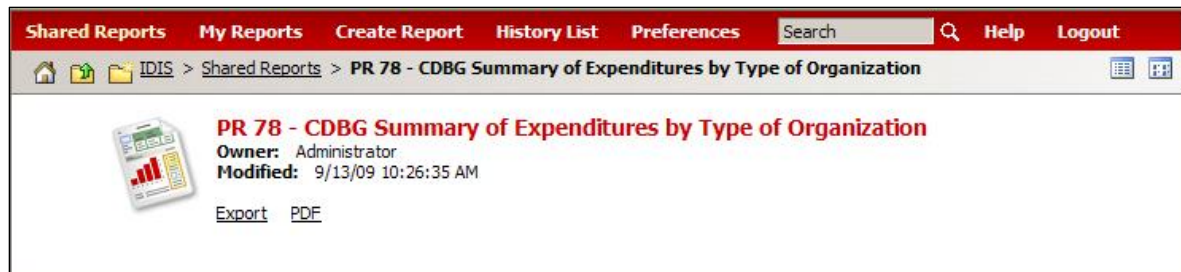 Shared Reports My Reports Create Report History List Preferences Search Help Logout
IDIS > Shared Reports > PR 78 - CDBG Summary of Expenditures by Type of Organization
PR 78 - CDBG Summary of Expenditures by Type of Organization
Owner: Administrator
Modified: 9/13/09 10:26:35 AM
Export PDF